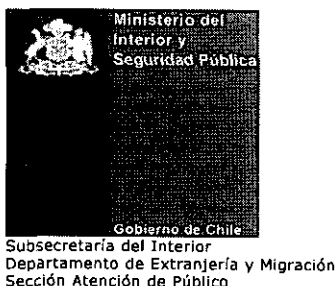 Ministerio del
Interior y
Seguridad Pública
Gobierno de Chile
Subsecretaría del Interior
Departamento de Extranjería y Migración
Sección Atención de Público